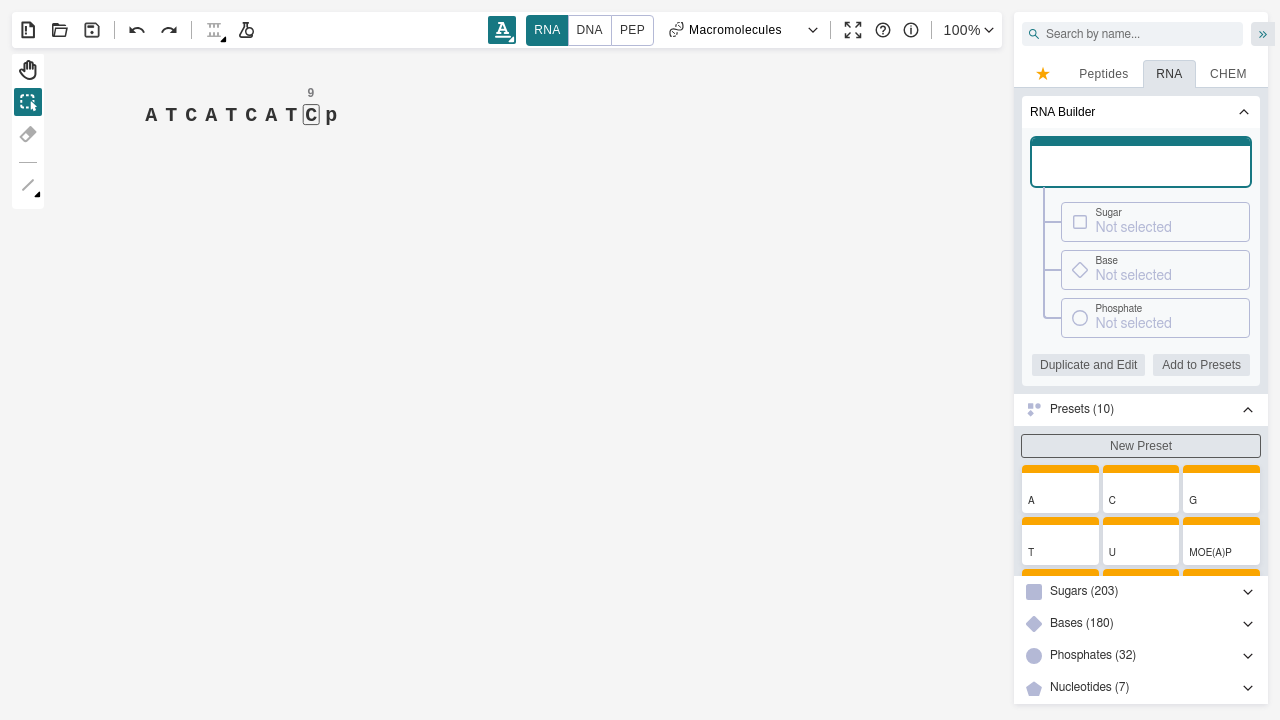 A
RNA
DNA
PEP
Macromolecules
100%
Search by name...
Peptides
RNA
CHEM
9
A T C A T C A T C p
RNA Builder
Sugar
Not selected
Base
Not selected
Phosphate
Not selected
Duplicate and Edit
Add to Presets
Presets (10)
New Preset
A
C
G
T
U
MOE(A)P
Sugars (203)
Bases (180)
Phosphates (32)
Nucleotides (7)